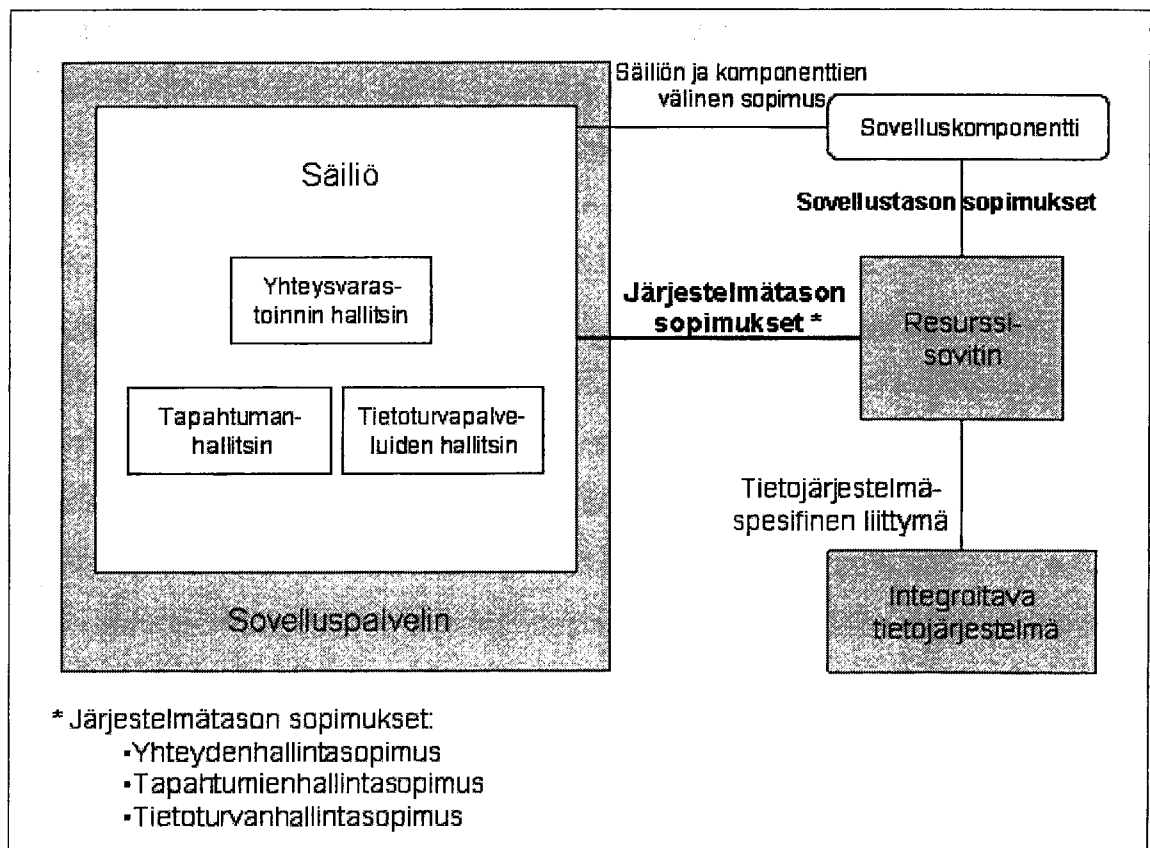 Säiliön ja komponenttien
välinen sopimus
Sovelluskomponentti
Säiliö
Sovellustason sopimukset
Yhteysvaras-
toinnin hallitsin
Järjestelmätason
sopimukset *
Resurssi-
sovitin
Tapahtuman-
hallitsin
Tietoturvapalve-
luiden hallitsin
Tietojärjestelmä-
spesifinen liittymä
Integroitava
tietojärjestelmä
Sovelluspalvelin
* Järjestelmätason sopimukset:
▪Yhteydenhallintasopimus
▪Tapahtumienhallintasopimus
▪Tietoturvanhallintasopimus